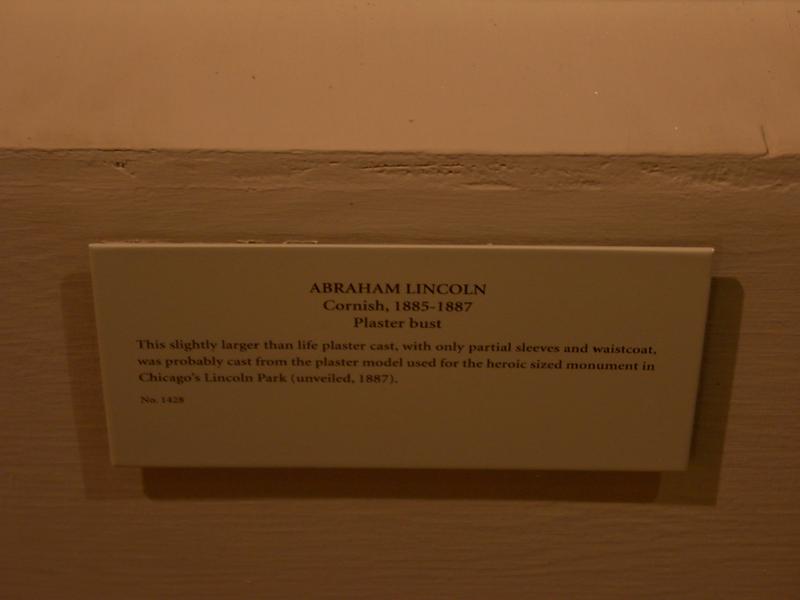 ABRAHAM LINCOLN
Cornish, 1885-1887
Plaster bust
This slightly larger than life plaster cast, with only partial sleeves and waistcoat,
was probably cast from the plaster model used for the heroic sized monument in
Chicago's Lincoln Park (unveiled, 1887).
No. 1428